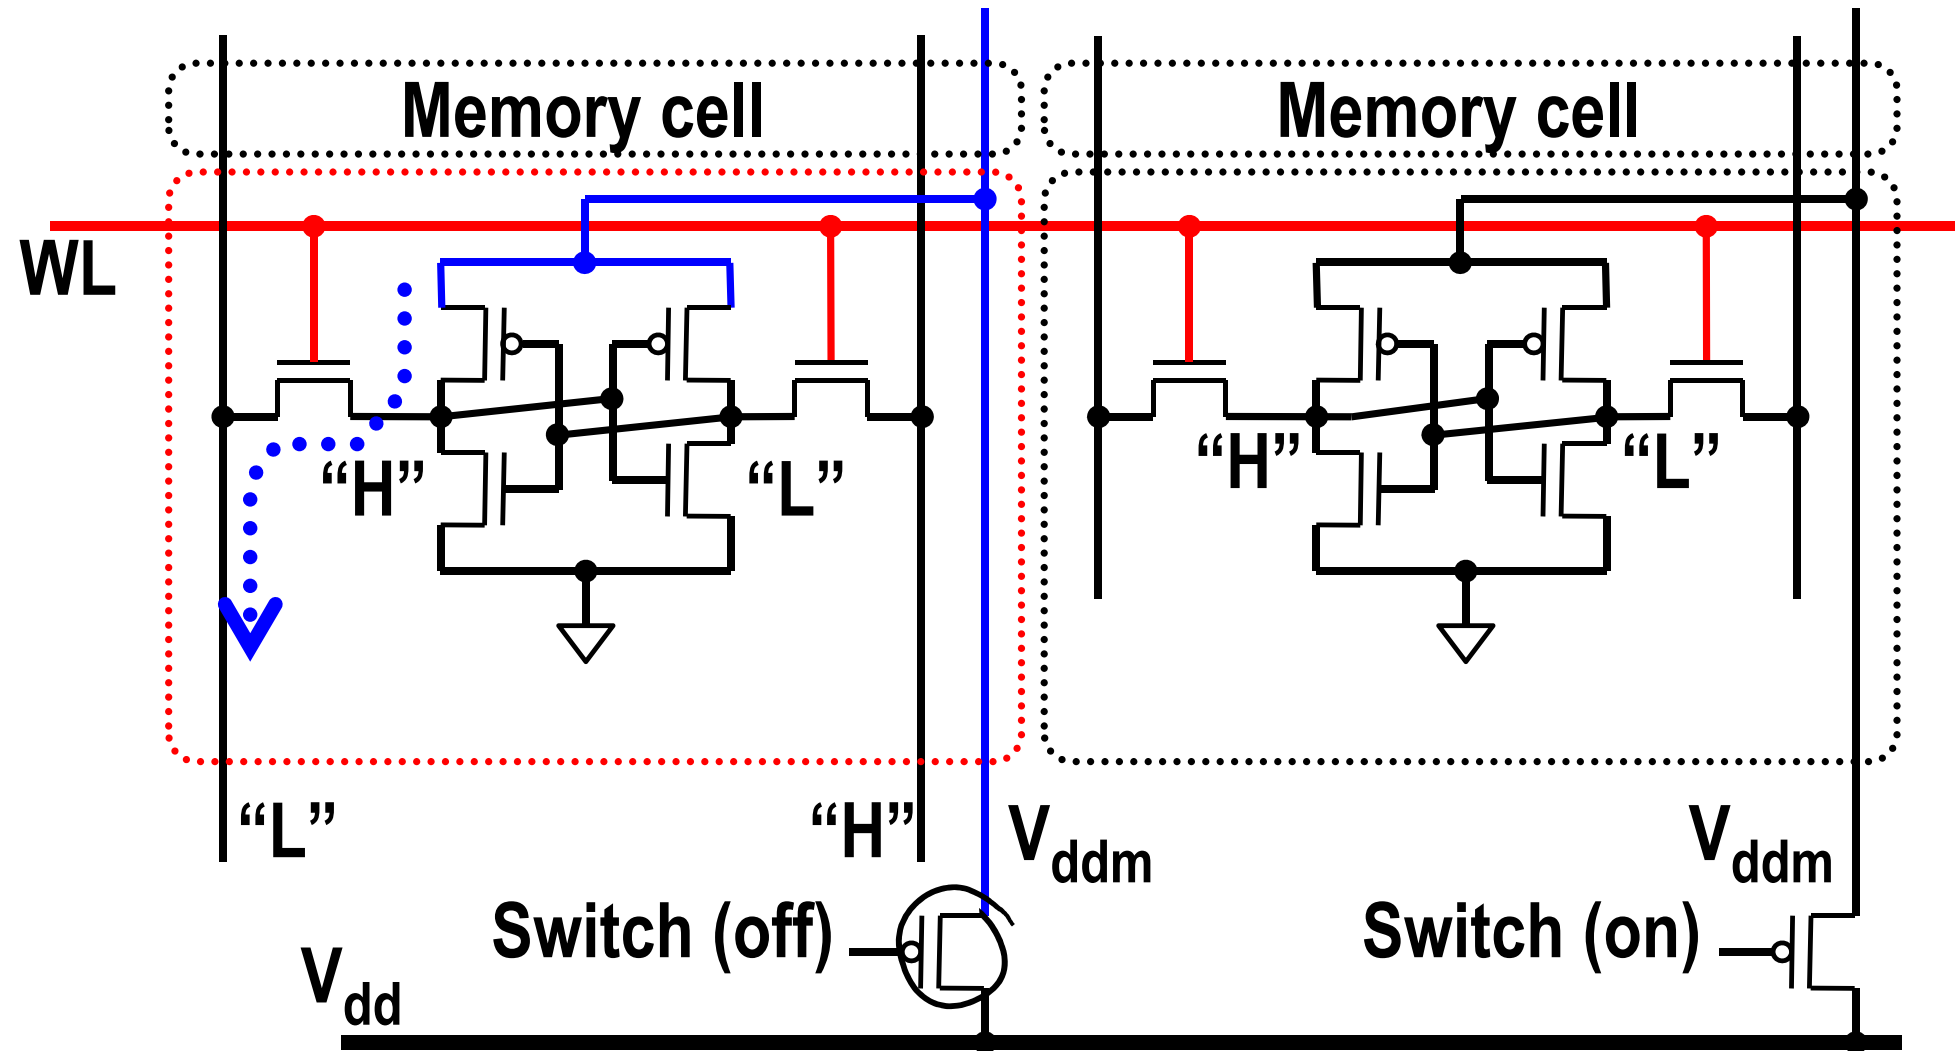 Memory cell Memory cell
WL
“H” “L” “H” “L”
“L” “H” Vddm Vddm
Switch (off) Switch (on)
Vdd